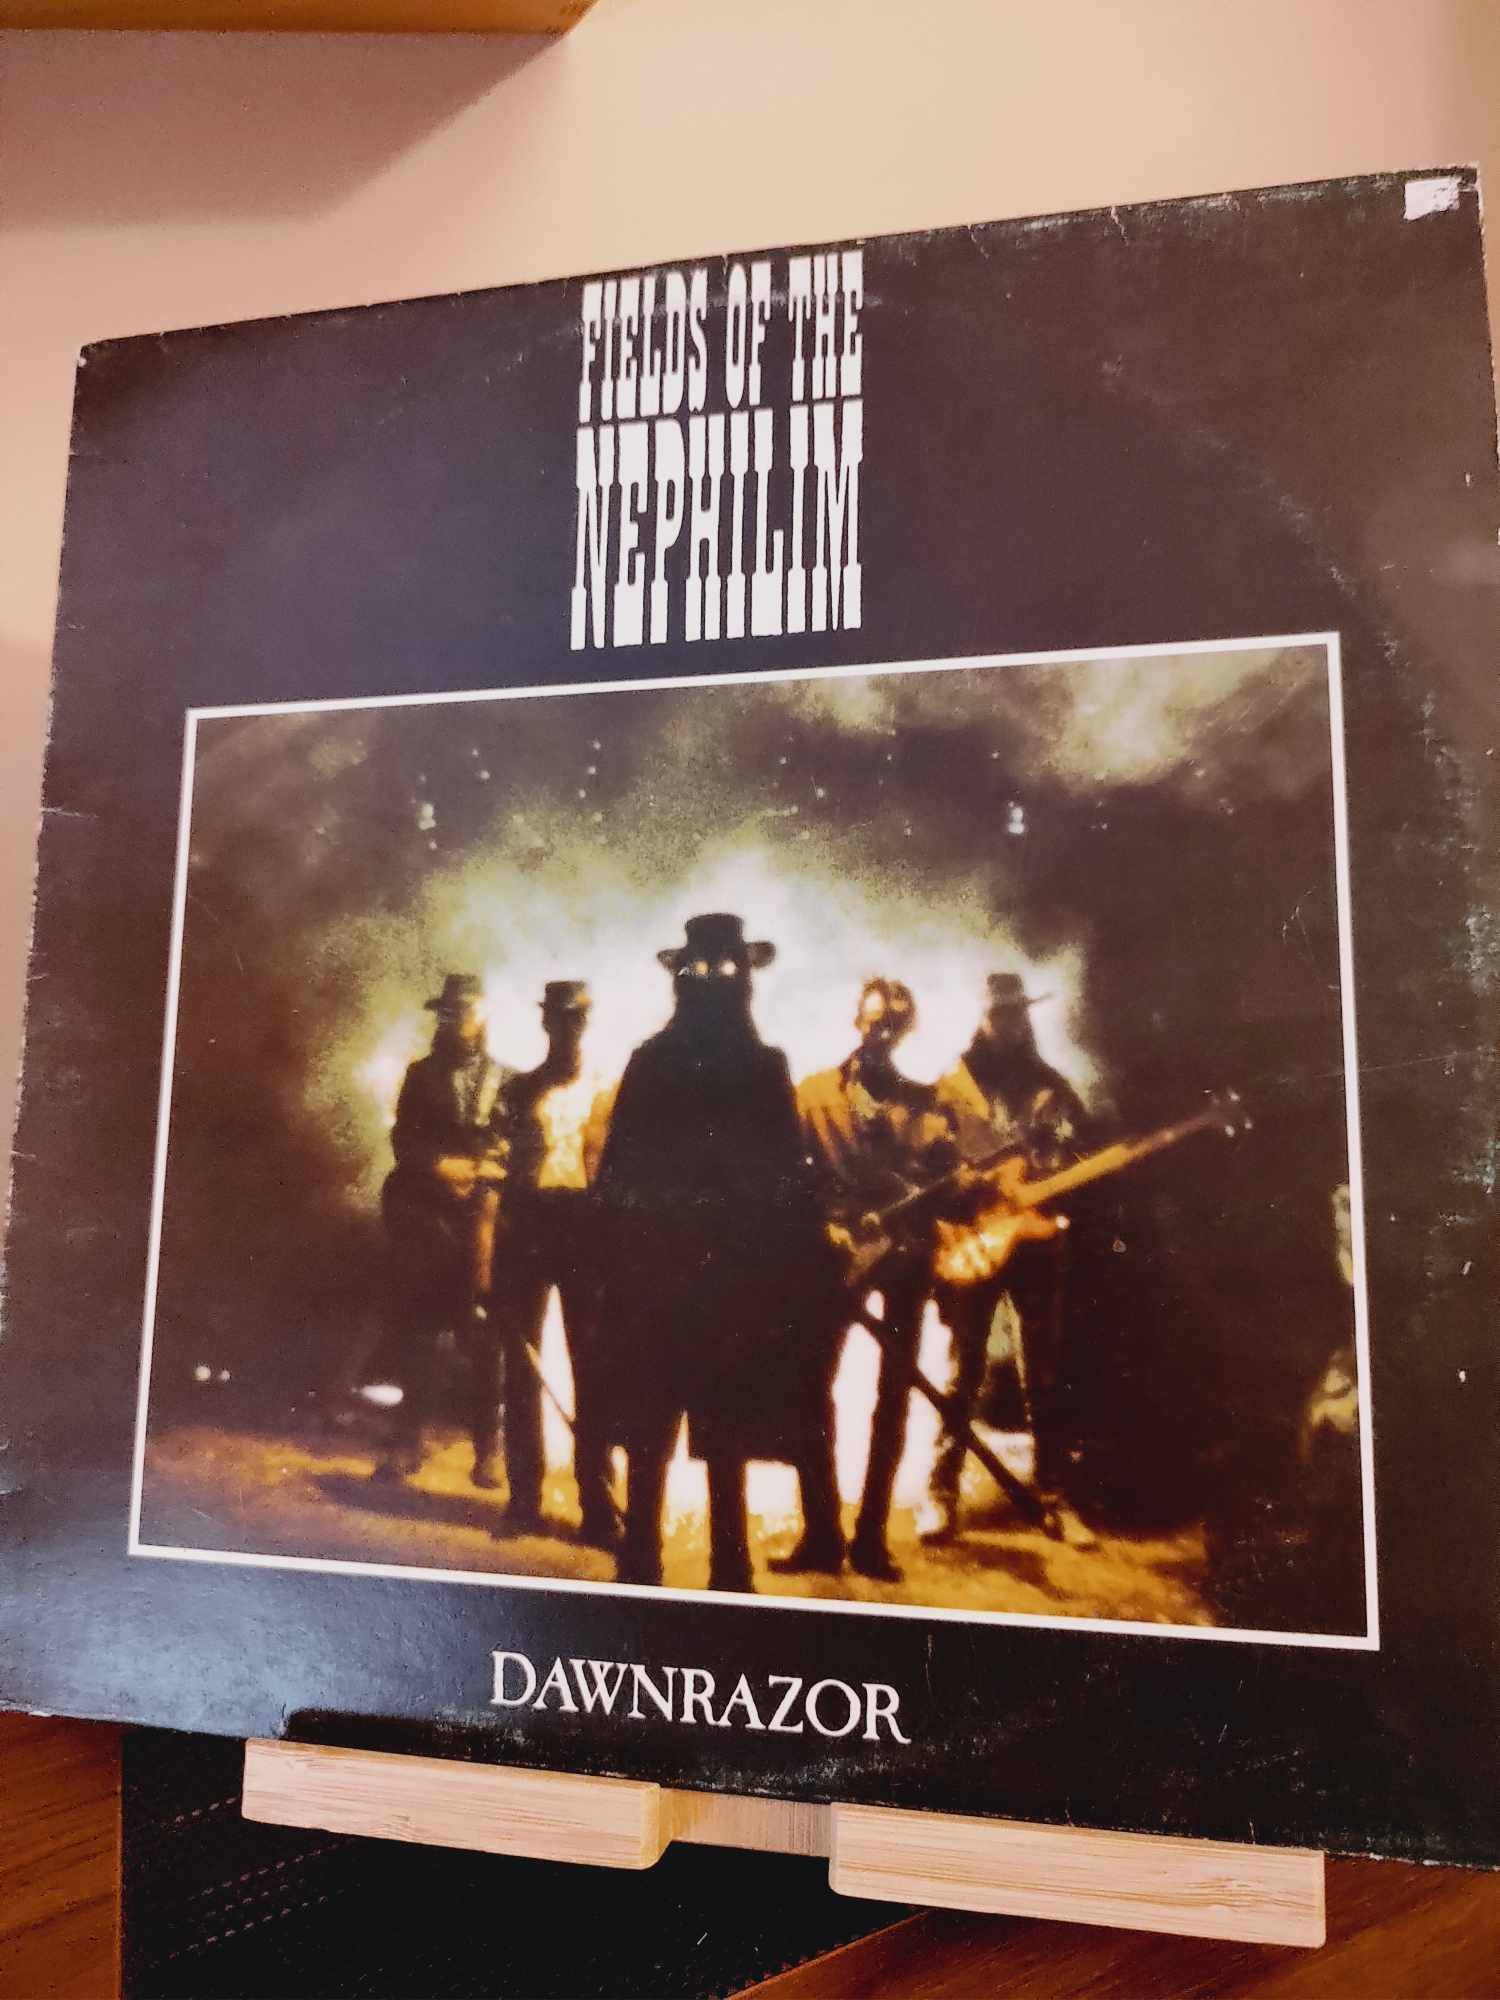 FIELDS OF THE
NEPHILIM
DAWNRAZOR